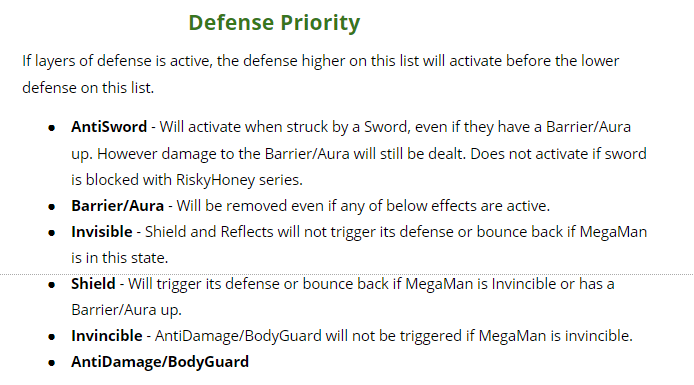 Defense Priority
If layers of defense is active, the defense higher on this list will activate before the lower
defense on this list.
● AntiSword - Will activate when struck by a Sword, even if they have a Barrier/Aura
up. However damage to the Barrier/Aura will still be dealt. Does not activate if sword
is blocked with RiskyHoney series.
● Barrier/Aura - Will be removed even if any of below effects are active.
● Invisible - Shield and Reflects will not trigger its defense or bounce back if MegaMan
is in this state.
● Shield - Will trigger its defense or bounce back if MegaMan is Invincible or has a
Barrier/Aura up.
● Invincible - AntiDamage/BodyGuard will not be triggered if MegaMan is invincible.
● AntiDamage/BodyGuard